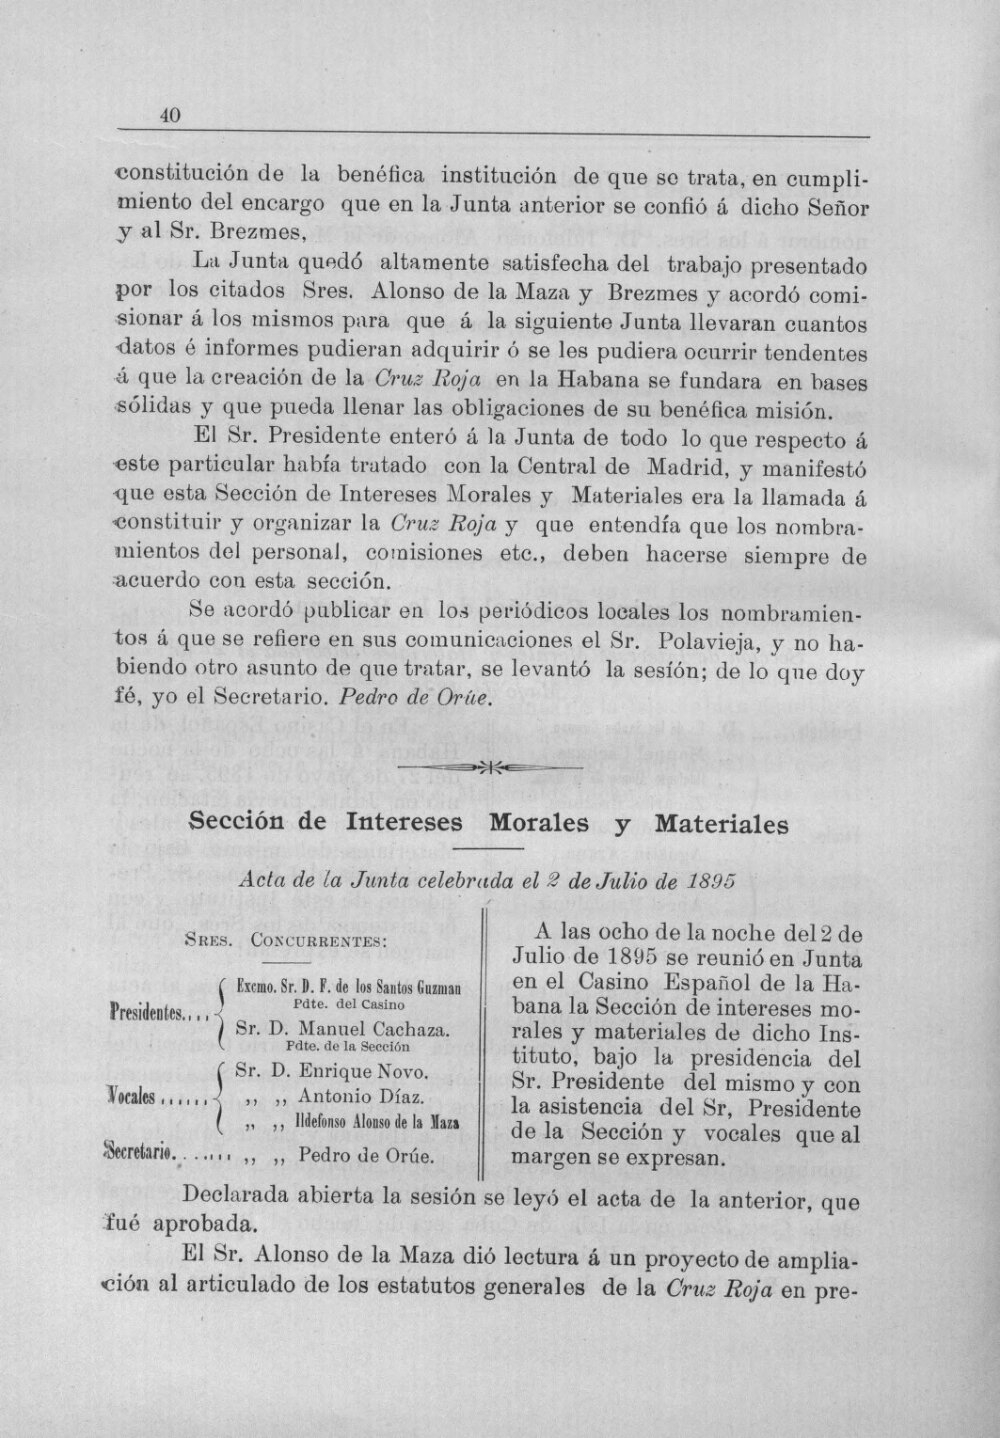 40
constitución de la benéfica institución de que se trata, en cumpli-
miento del encargo que en la Junta anterior se confió á dicho Señor
y al Sr. Brezmes,
La Junta quedó altamente satisfecha del trabajo presentado
por los citados Sres. Alonso de la Maza y Brezmes y acordó comi-
sionar á los mismos para que á la siguiente Junta llevaran cuantos
datos é informes pudieran adquirir ó se les pudiera ocurrir tendentes
á que la creación de la Cruz Roja en la Habana se fundara en bases
sólidas y que pueda llenar las obligaciones de su benéfica misión.
El Sr. Presidente enteró á la Junta de todo lo que respecto á
este particular había tratado con la Central de Madrid, y manifestó
que esta Sección de Intereses Morales y Materiales era la llamada á
constituir y organizar la Cruz Roja y que entendía que los nombra-
mientos del personal, comisiones etc., deben hacerse siempre de
acuerdo con esta sección.
Se acordó publicar en los periódicos locales los nombramien-
tos á que se refiere en sus comunicaciones el Sr. Polavieja, y no ha-
biendo otro asunto de que tratar, se levantó la sesíón; de lo que doy
fé, yo el Secretario. Pedro de Orúe.
Sección de Intereses Morales y Materiales
Acta de la Junta celebrada el 2 de Julio de 1895
SRES. CONCURRENTES:
Presidentes....
Excmo. Sr. D. F. de los Santos Guzman
Pdte. del Casino
Sr. D. Manuel Cachaza.
Pdte. de la Sección
Vocales ......
Sr. D. Enrique Novo.
,, ,, Antonio Díaz.
,, ,, Ildefonso Alonso de la Maza
Secretario. ...... ,, ,, Pedro de Orúe.
A las ocho de la noche del 2 de
Julio de 1895 se reunió en Junta
en el Casino Español de la Ha-
bana la Sección de intereses mo-
rales y materiales de dicho Ins-
tituto, bajo la presidencia del
Sr. Presidente del mismo y con
la asistencia del Sr, Presidente
de la Sección y vocales que al
margen se expresan.
Declarada abierta la sesión se leyó el acta de la anterior, que
fué aprobada.
El Sr. Alonso de la Maza dió lectura á un proyecto de amplia-
ción al articulado de los estatutos generales de la Cruz Roja en pre-